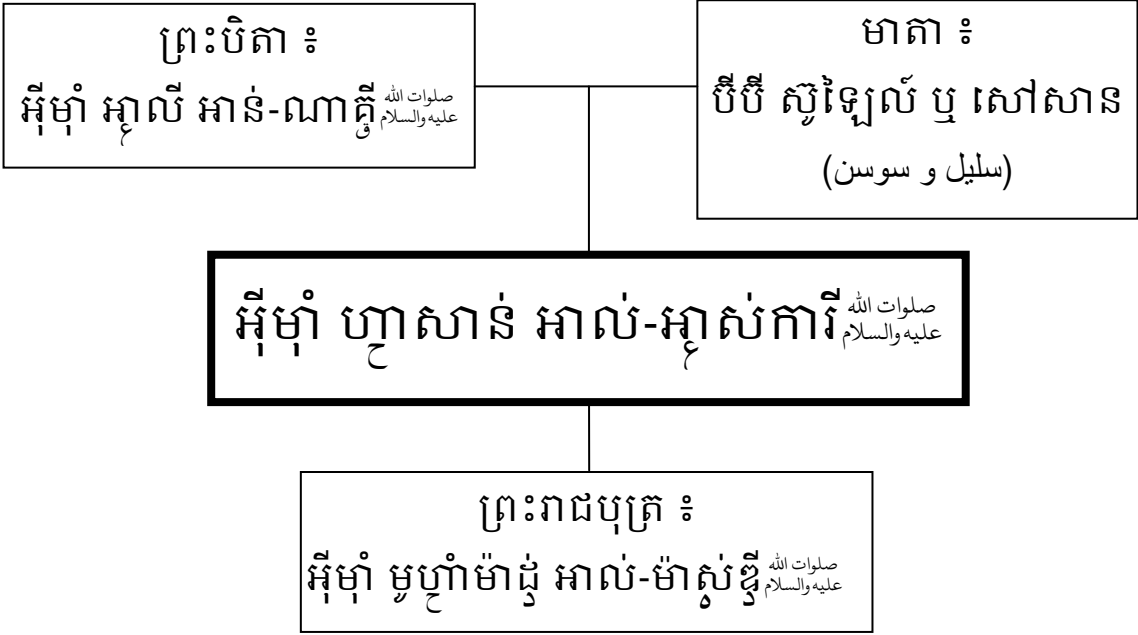 ព្រះបិតា ៖
អ៊ីម៉ាំ អាលី អាន់-ណាគ្គី صلوات الله عليه والسلام
មាតា ៖
ប៊ីប៊ី ស៊ូឡៃល៍ ឬ សៅសាន
(سليل و سوسن)
អ៊ីម៉ាំ ហាសាន់ អាល់-អាស់ការី صلوات الله عليه والسلام
ព្រះរាជបុត្រ ៖
អ៊ីម៉ាំ មូហាំម៉ាដ់ អាល់-ម៉ាស់ឌី صلوات الله عليه والسلام